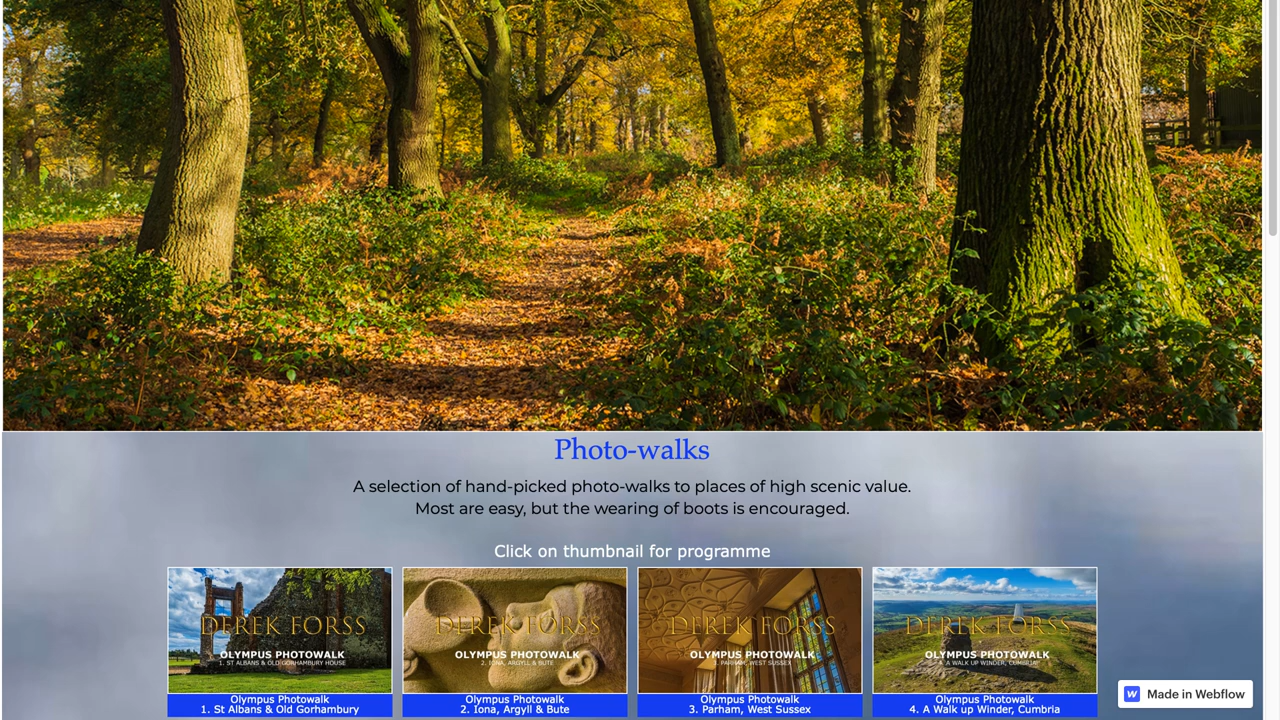 Photo-walks
A selection of hand-picked photo-walks to places of high scenic value.
Most are easy, but the wearing of boots is encouraged.
Click on thumbnail for programme
DEREK FORSS
OLYMPUS PHOTOWALK
1. ST ALBANS & OLD GORHAMBURY HOUSE
Olympus Photowalk
1. St Albans & Old Gorhambury
DEREK FORSS
OLYMPUS PHOTOWALK
2. IONA, ARGYLL & BUTE
Olympus Photowalk
2. Iona, Argyll & Bute
DEREK FORSS
OLYMPUS PHOTOWALK
3. PARHAM, WEST SUSSEX
Olympus Photowalk
3. Parham, West Sussex
DEREK FORSS
OLYMPUS PHOTOWALK
4. A WALK UP WINDER, CUMBRIA
Olympus Photowalk
4. A Walk up Winder, Cumbria
Made in Webflow